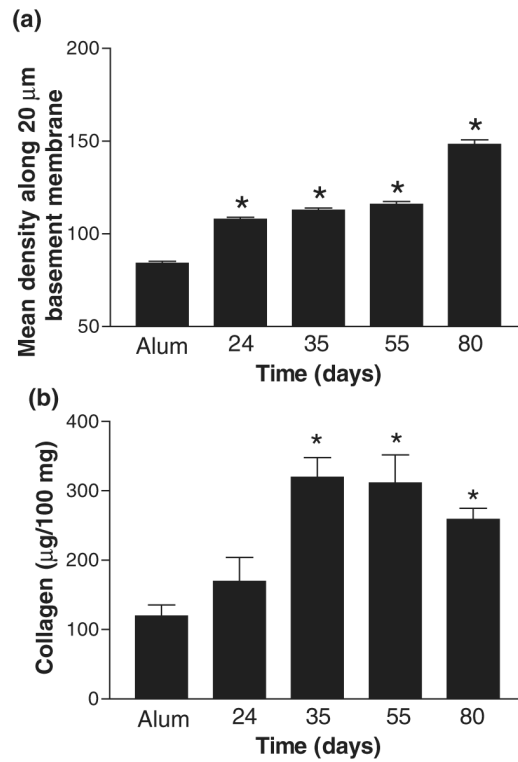 (a)
Mean density along 20 μm
basement membrane
200
150
100
50
*
*
*
*
Alum 24 35 55 80
Time (days)
(b)
Collagen (μg/100 mg)
400
300
200
100
0
*
*
*
Alum 24 35 55 80
Time (days)